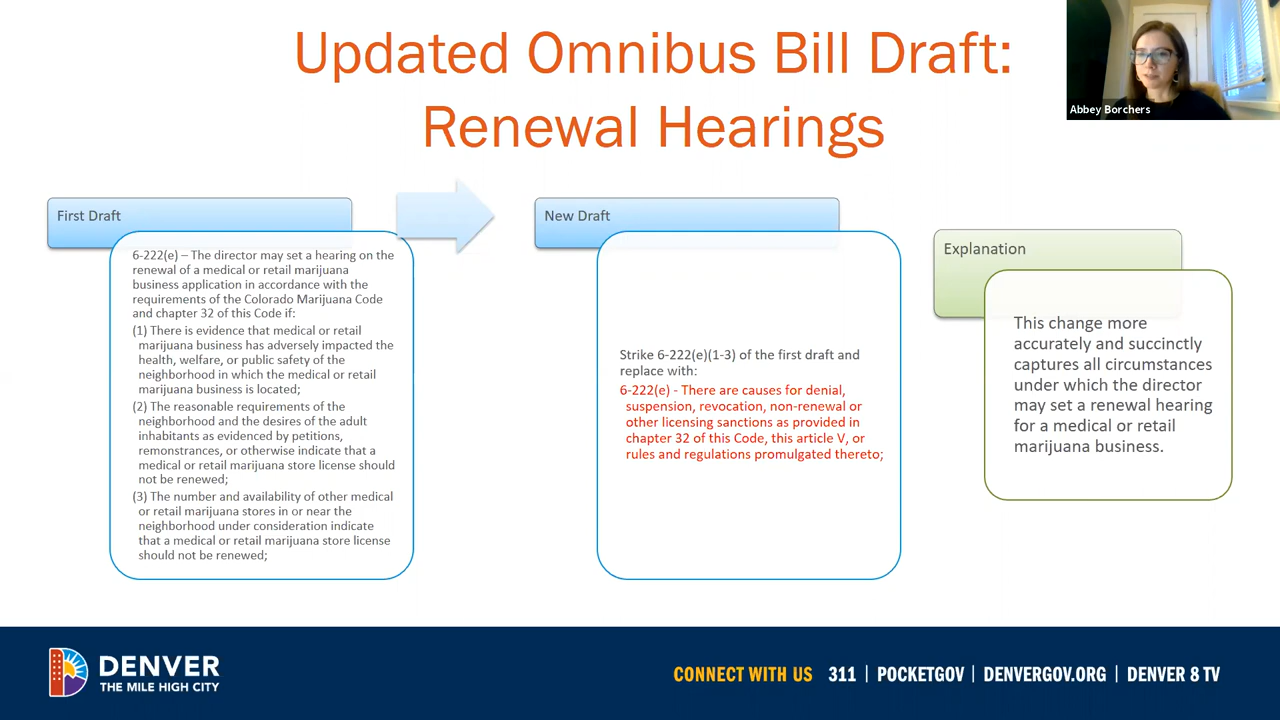 Updated Omnibus Bill Draft:
Renewal Hearings
Abbey Borchers
First Draft
6-222(e) – The director may set a hearing on the
renewal of a medical or retail marijuana
business application in accordance with the
requirements of the Colorado Marijuana Code
and chapter 32 of this Code if:
(1) There is evidence that medical or retail
marijuana business has adversely impacted the
health, welfare, or public safety of the
neighborhood in which the medical or retail
marijuana business is located;
(2) The reasonable requirements of the
neighborhood and the desires of the adult
inhabitants as evidenced by petitions,
remonstrances, or otherwise indicate that a
medical or retail marijuana store license should
not be renewed;
(3) The number and availability of other medical
or retail marijuana stores in or near the
neighborhood under consideration indicate
that a medical or retail marijuana store license
should not be renewed;
New Draft
Strike 6-222(e)(1-3) of the first draft and
replace with:
6-222(e) - There are causes for denial,
suspension, revocation, non-renewal or
other licensing sanctions as provided in
chapter 32 of this Code, this article V, or
rules and regulations promulgated thereto;
Explanation
This change more
accurately and succinctly
captures all circumstances
under which the director
may set a renewal hearing
for a medical or retail
marijuana business.
DENVER
THE MILE HIGH CITY
CONNECT WITH US 311 | POCKETGOV | DENVERGOV.ORG | DENVER 8 TV